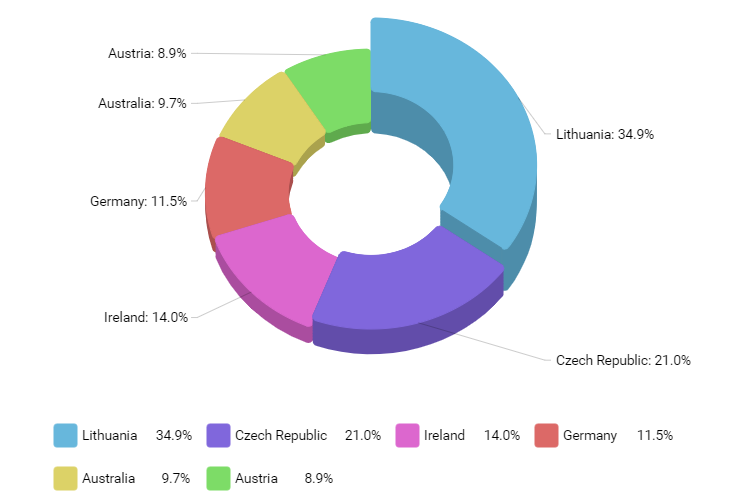 Austria: 8.9%
Australia: 9.7%
Lithuania: 34.9%
Germany: 11.5%
Ireland: 14.0%
Czech Republic: 21.0%
Lithuania 34.9% Czech Republic 21.0% Ireland 14.0% Germany 11.5%
Australia 9.7% Austria 8.9%